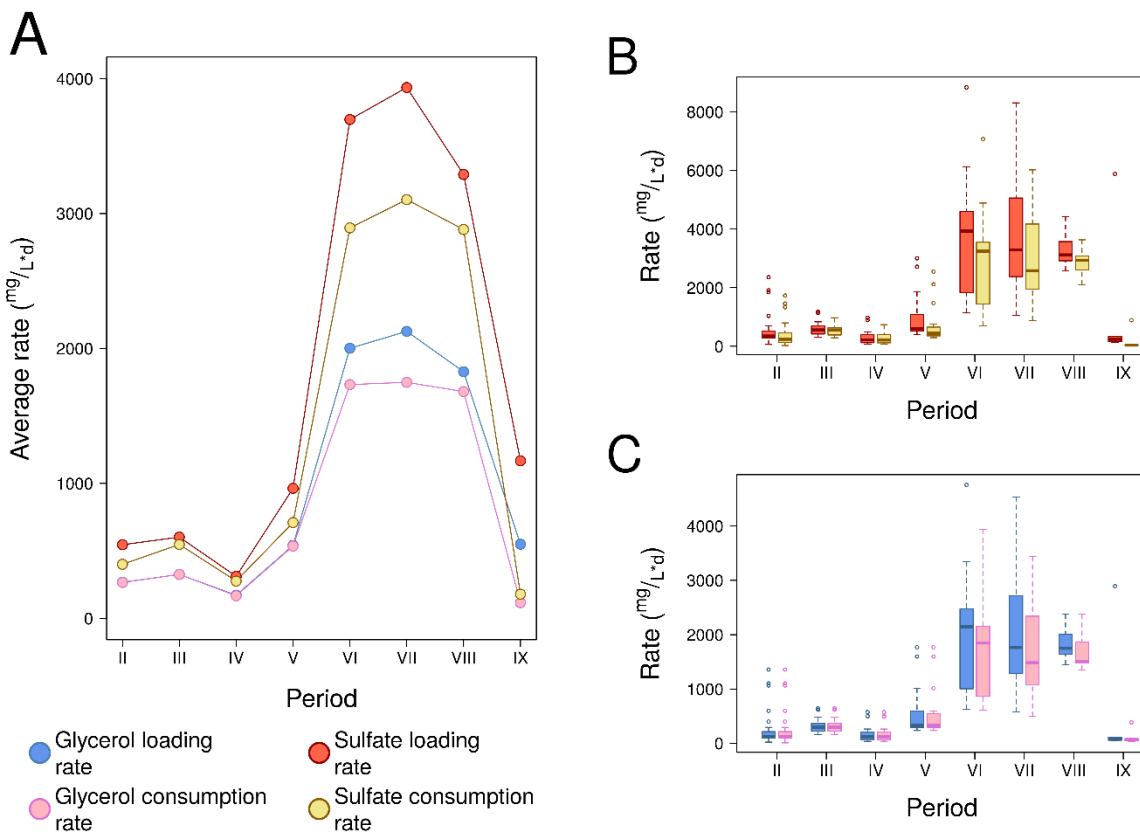 A
4000
3000
2000
1000
0
Average rate (mg/L*d)
II III IV V VI VII VIII IX
Period
Glycerol loading
rate
Glycerol consumption
rate
Sulfate loading
rate
Sulfate consumption
rate
B
8000
6000
4000
2000
0
Rate (mg/L*d)
II III IV V VI VII VIII IX
Period
C
4000
3000
2000
1000
0
Rate (mg/L*d)
II III IV V VI VII VIII IX
Period